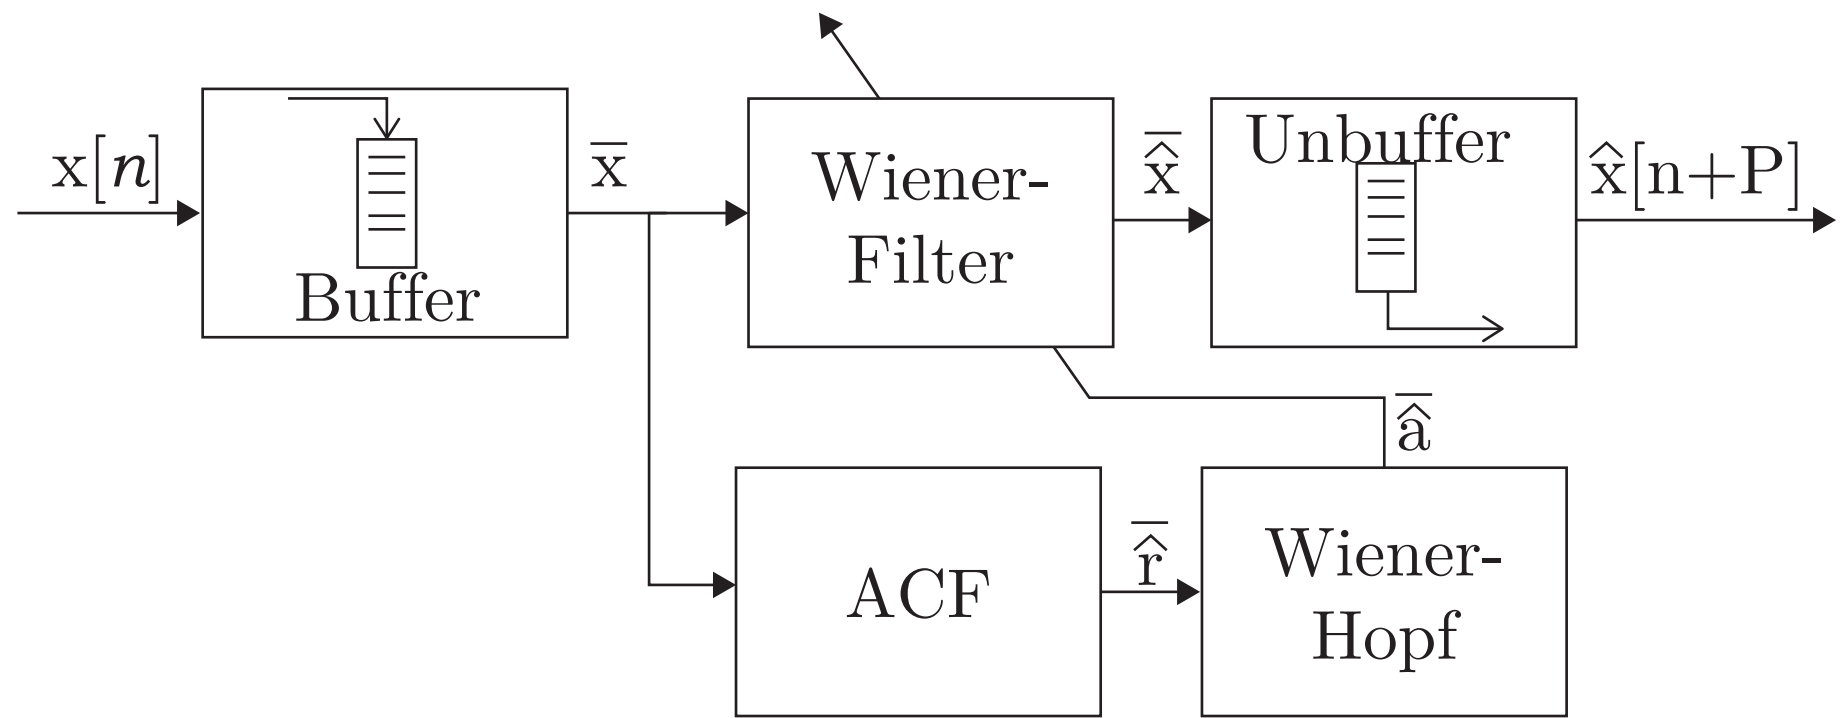 x[n]
Buffer
x̅
Wiener-
Filter
x̂̅
Unbuffer
x̂[n+P]
â̅
ACF
r̂̅
Wiener-
Hopf